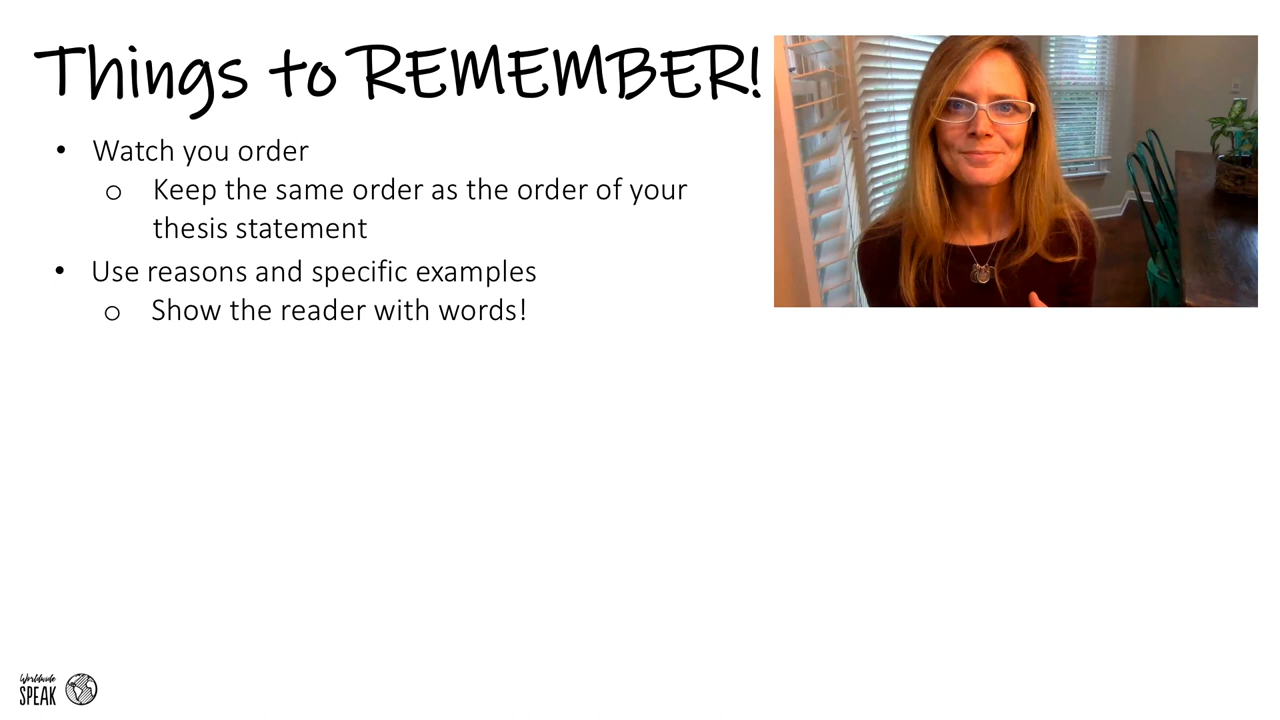 Things to REMEMBER!
• Watch you order
o Keep the same order as the order of your
thesis statement
• Use reasons and specific examples
o Show the reader with words!
Worldwide
SPEAK